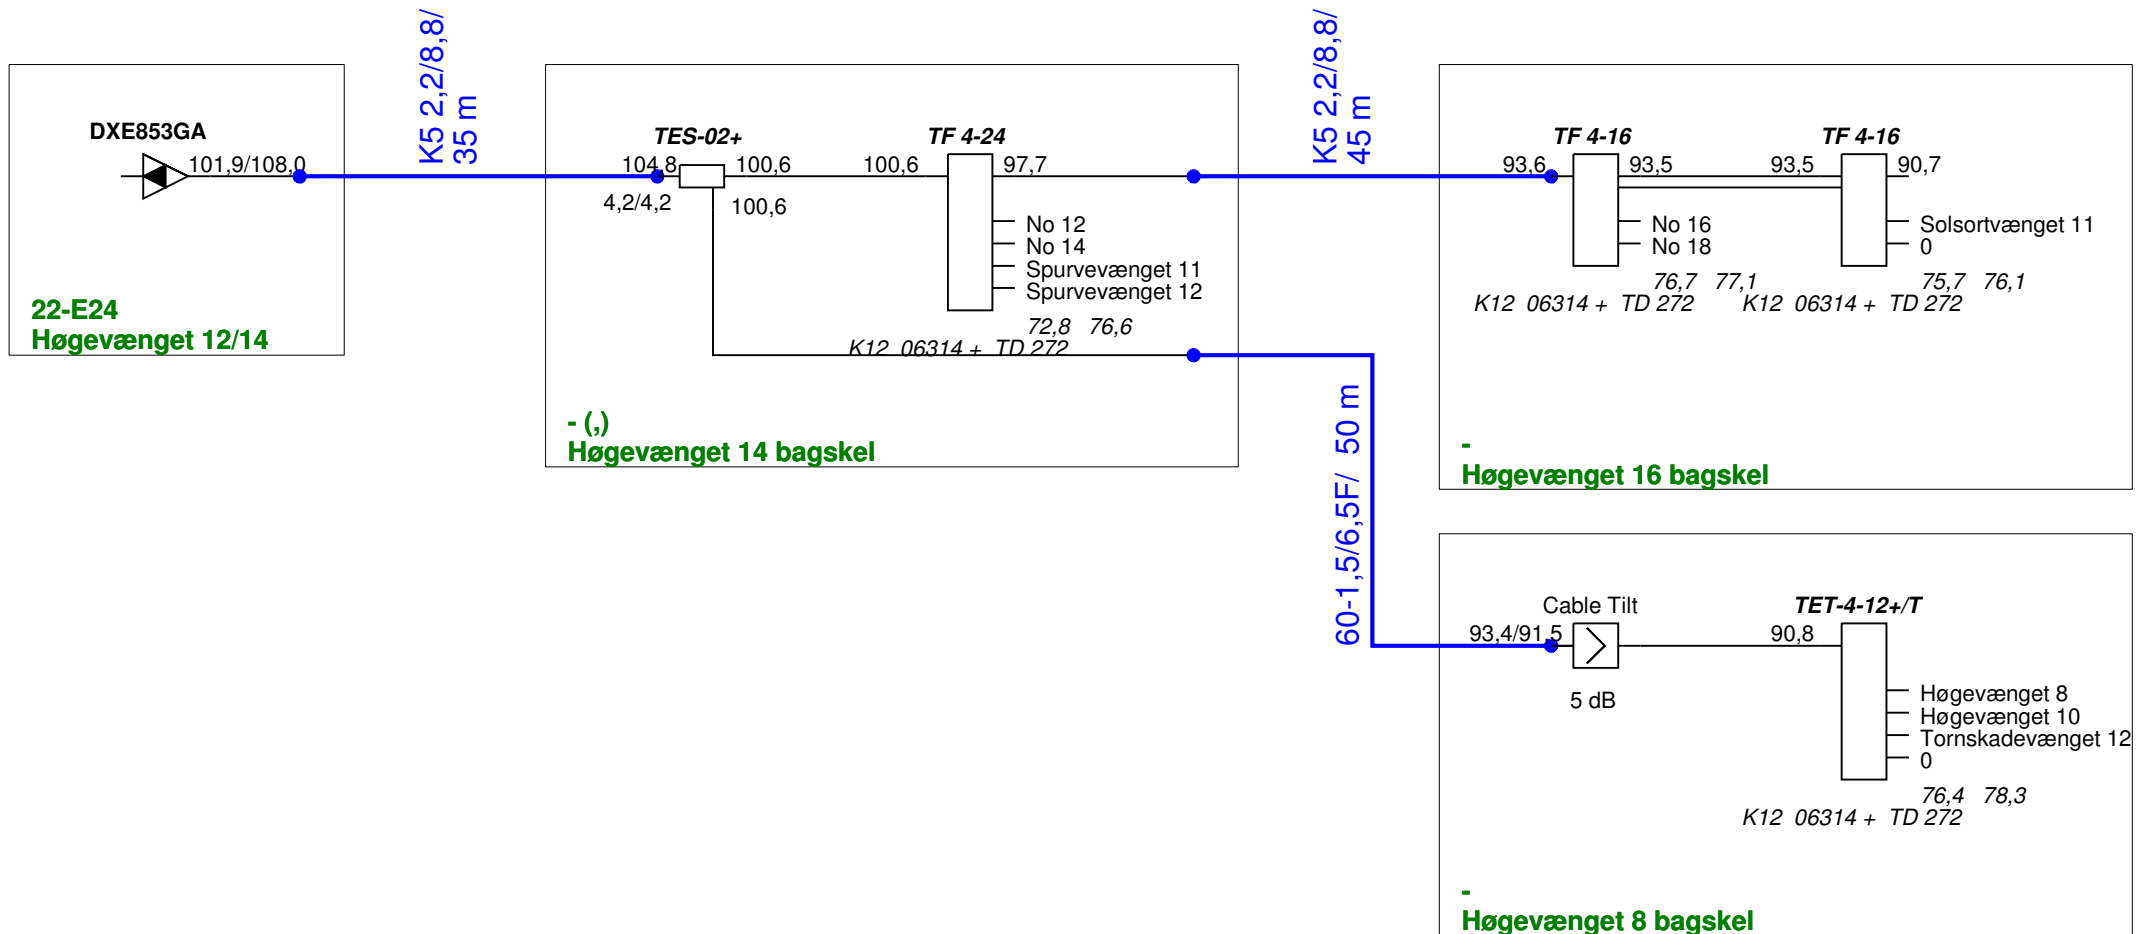 DXE853GA
101,9/108,0
22-E24
Høgevænget 12/14
K5 2,2/8,8/
35 m
TES-02+
104,8
100,6
4,2/4,2
100,6
TF 4-24
100,6
97,7
No 12
No 14
Spurvevænget 11
Spurvevænget 12
72,8 76,6
K12 06314 + TD 272
- (,)
Høgevænget 14 bagskel
K5 2,2/8,8/
45 m
60-1,5/6,5F/ 50 m
TF 4-16
93,6
93,5
No 16
No 18
76,7 77,1
K12 06314 + TD 272
TF 4-16
93,5
90,7
Solsortvænget 11
0
75,7 76,1
K12 06314 + TD 272
-
Høgevænget 16 bagskel
Cable Tilt
93,4/91,5
5 dB
TET-4-12+/T
90,8
Høgevænget 8
Høgevænget 10
Tornskadevænget 12
0
76,4 78,3
K12 06314 + TD 272
-
Høgevænget 8 bagskel